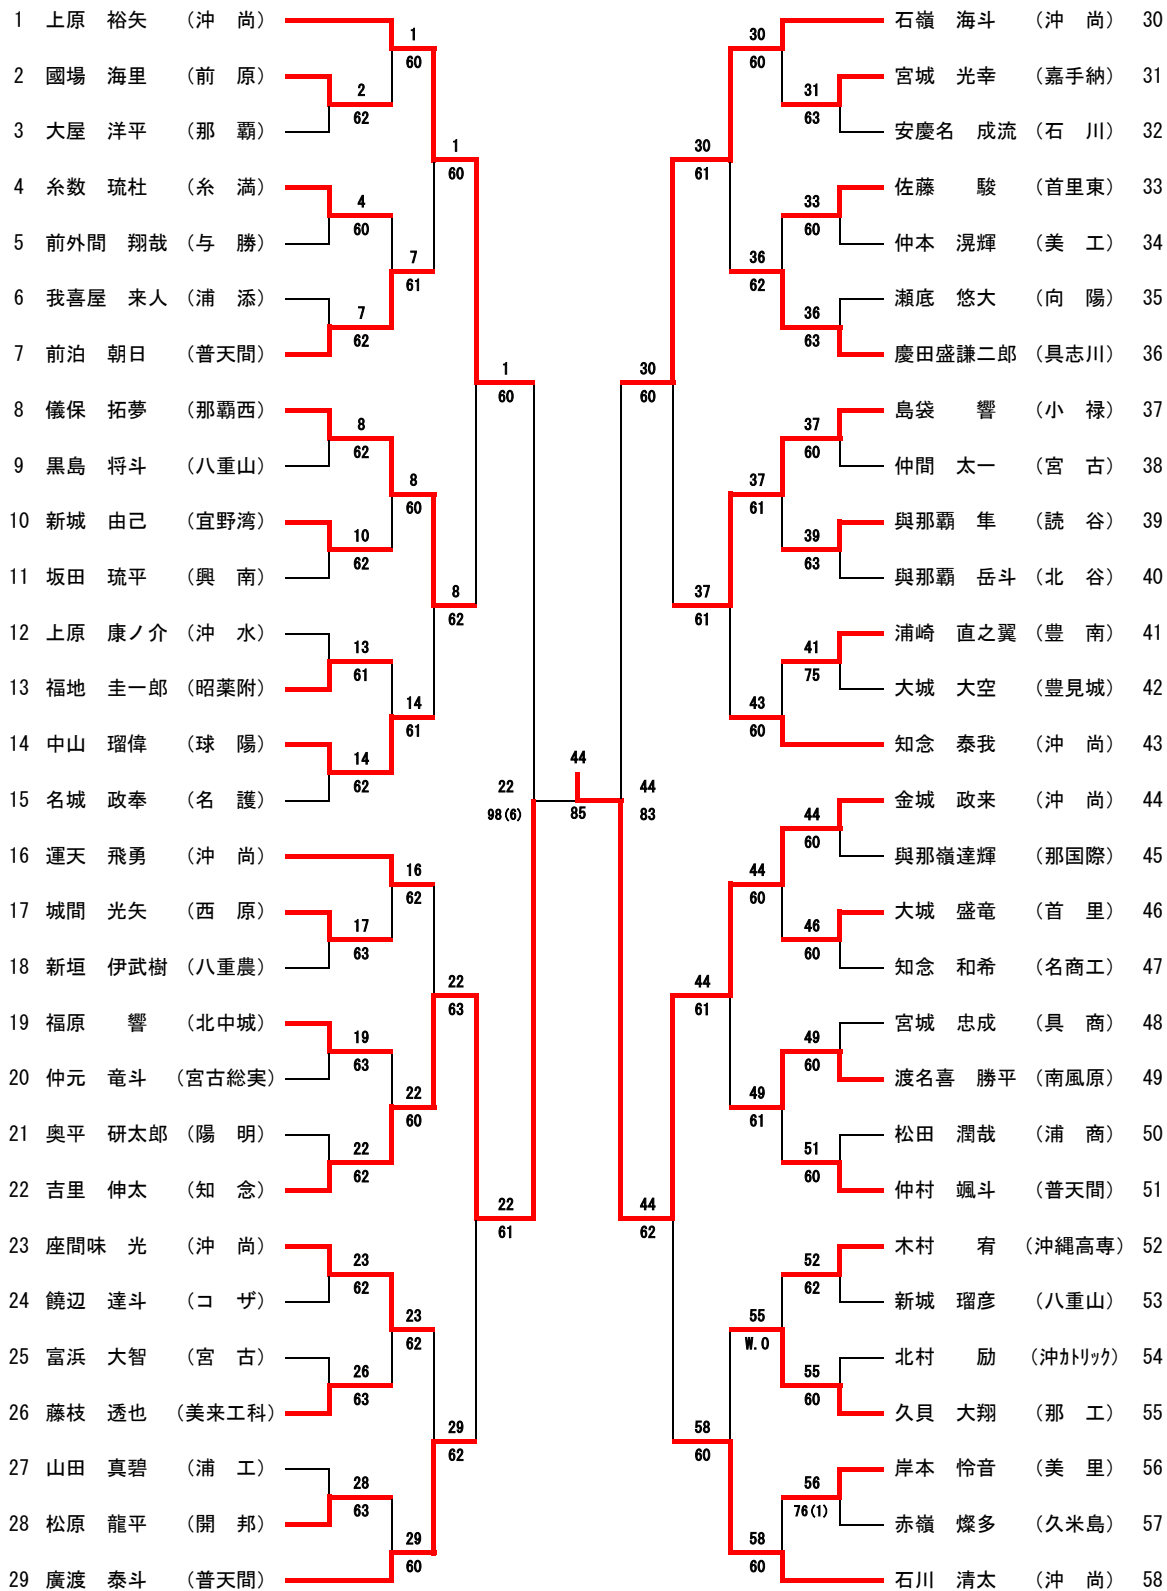 1 上原 裕矢 (沖 尚)
2 國場 海里 (前 原)
3 大屋 洋平 (那 覇)
4 糸数 琉杜 (糸 満)
5 前外間 翔哉 (与 勝)
6 我喜屋 来人 (浦 添)
7 前泊 朝日 (普天間)
8 儀保 拓夢 (那覇西)
9 黒島 将斗 (八重山)
10 新城 由己 (宜野湾)
11 坂田 琉平 (興 南)
12 上原 康ノ介 (沖 水)
13 福地 圭一郎 (昭薬附)
14 中山 瑠偉 (球 陽)
15 名城 政奉 (名 護)
16 運天 飛勇 (沖 尚)
17 城間 光矢 (西 原)
18 新垣 伊武樹 (八重農)
19 福原 響 (北中城)
20 仲元 竜斗 (宮古総実)
21 奥平 研太郎 (陽 明)
22 吉里 伸太 (知 念)
23 座間味 光 (沖 尚)
24 饒辺 達斗 (コ ザ)
25 富浜 大智 (宮 古)
26 藤枝 透也 (美来工科)
27 山田 真碧 (浦 工)
28 松原 龍平 (開 邦)
29 廣渡 泰斗 (普天間)
2
62
4
60
7
62
8
62
10
62
13
61
14
62
17
63
19
63
22
62
23
62
26
63
28
63
1
60
7
61
8
60
14
61
16
62
22
60
23
62
29
60
1
60
8
62
22
63
29
62
1
60
22
61
22
98(6)
44
85
44
83
30
60
44
62
30
61
37
61
44
61
58
60
30
60
36
62
37
61
43
60
44
60
49
61
55
W.O
58
60
31
63
33
60
36
63
37
60
39
63
41
75
44
60
46
60
49
60
51
60
52
62
55
60
56
76(1)
石嶺 海斗 (沖 尚) 30
宮城 光幸 (嘉手納) 31
安慶名 成流 (石 川) 32
佐藤 駿 (首里東) 33
仲本 滉輝 (美 工) 34
瀬底 悠大 (向 陽) 35
慶田盛謙二郎 (具志川) 36
島袋 響 (小 禄) 37
仲間 太一 (宮 古) 38
與那覇 隼 (読 谷) 39
與那覇 岳斗 (北 谷) 40
浦崎 直之翼 (豊 南) 41
大城 大空 (豊見城) 42
知念 泰我 (沖 尚) 43
金城 政来 (沖 尚) 44
與那嶺達輝 (那国際) 45
大城 盛竜 (首 里) 46
知念 和希 (名商工) 47
宮城 忠成 (具 商) 48
渡名喜 勝平 (南風原) 49
松田 潤哉 (浦 商) 50
仲村 颯斗 (普天間) 51
木村 宥 (沖縄高専) 52
新城 瑠彦 (八重山) 53
北村 励 (沖カトリック) 54
久貝 大翔 (那 工) 55
岸本 怜音 (美 里) 56
赤嶺 燦多 (久米島) 57
石川 清太 (沖 尚) 58